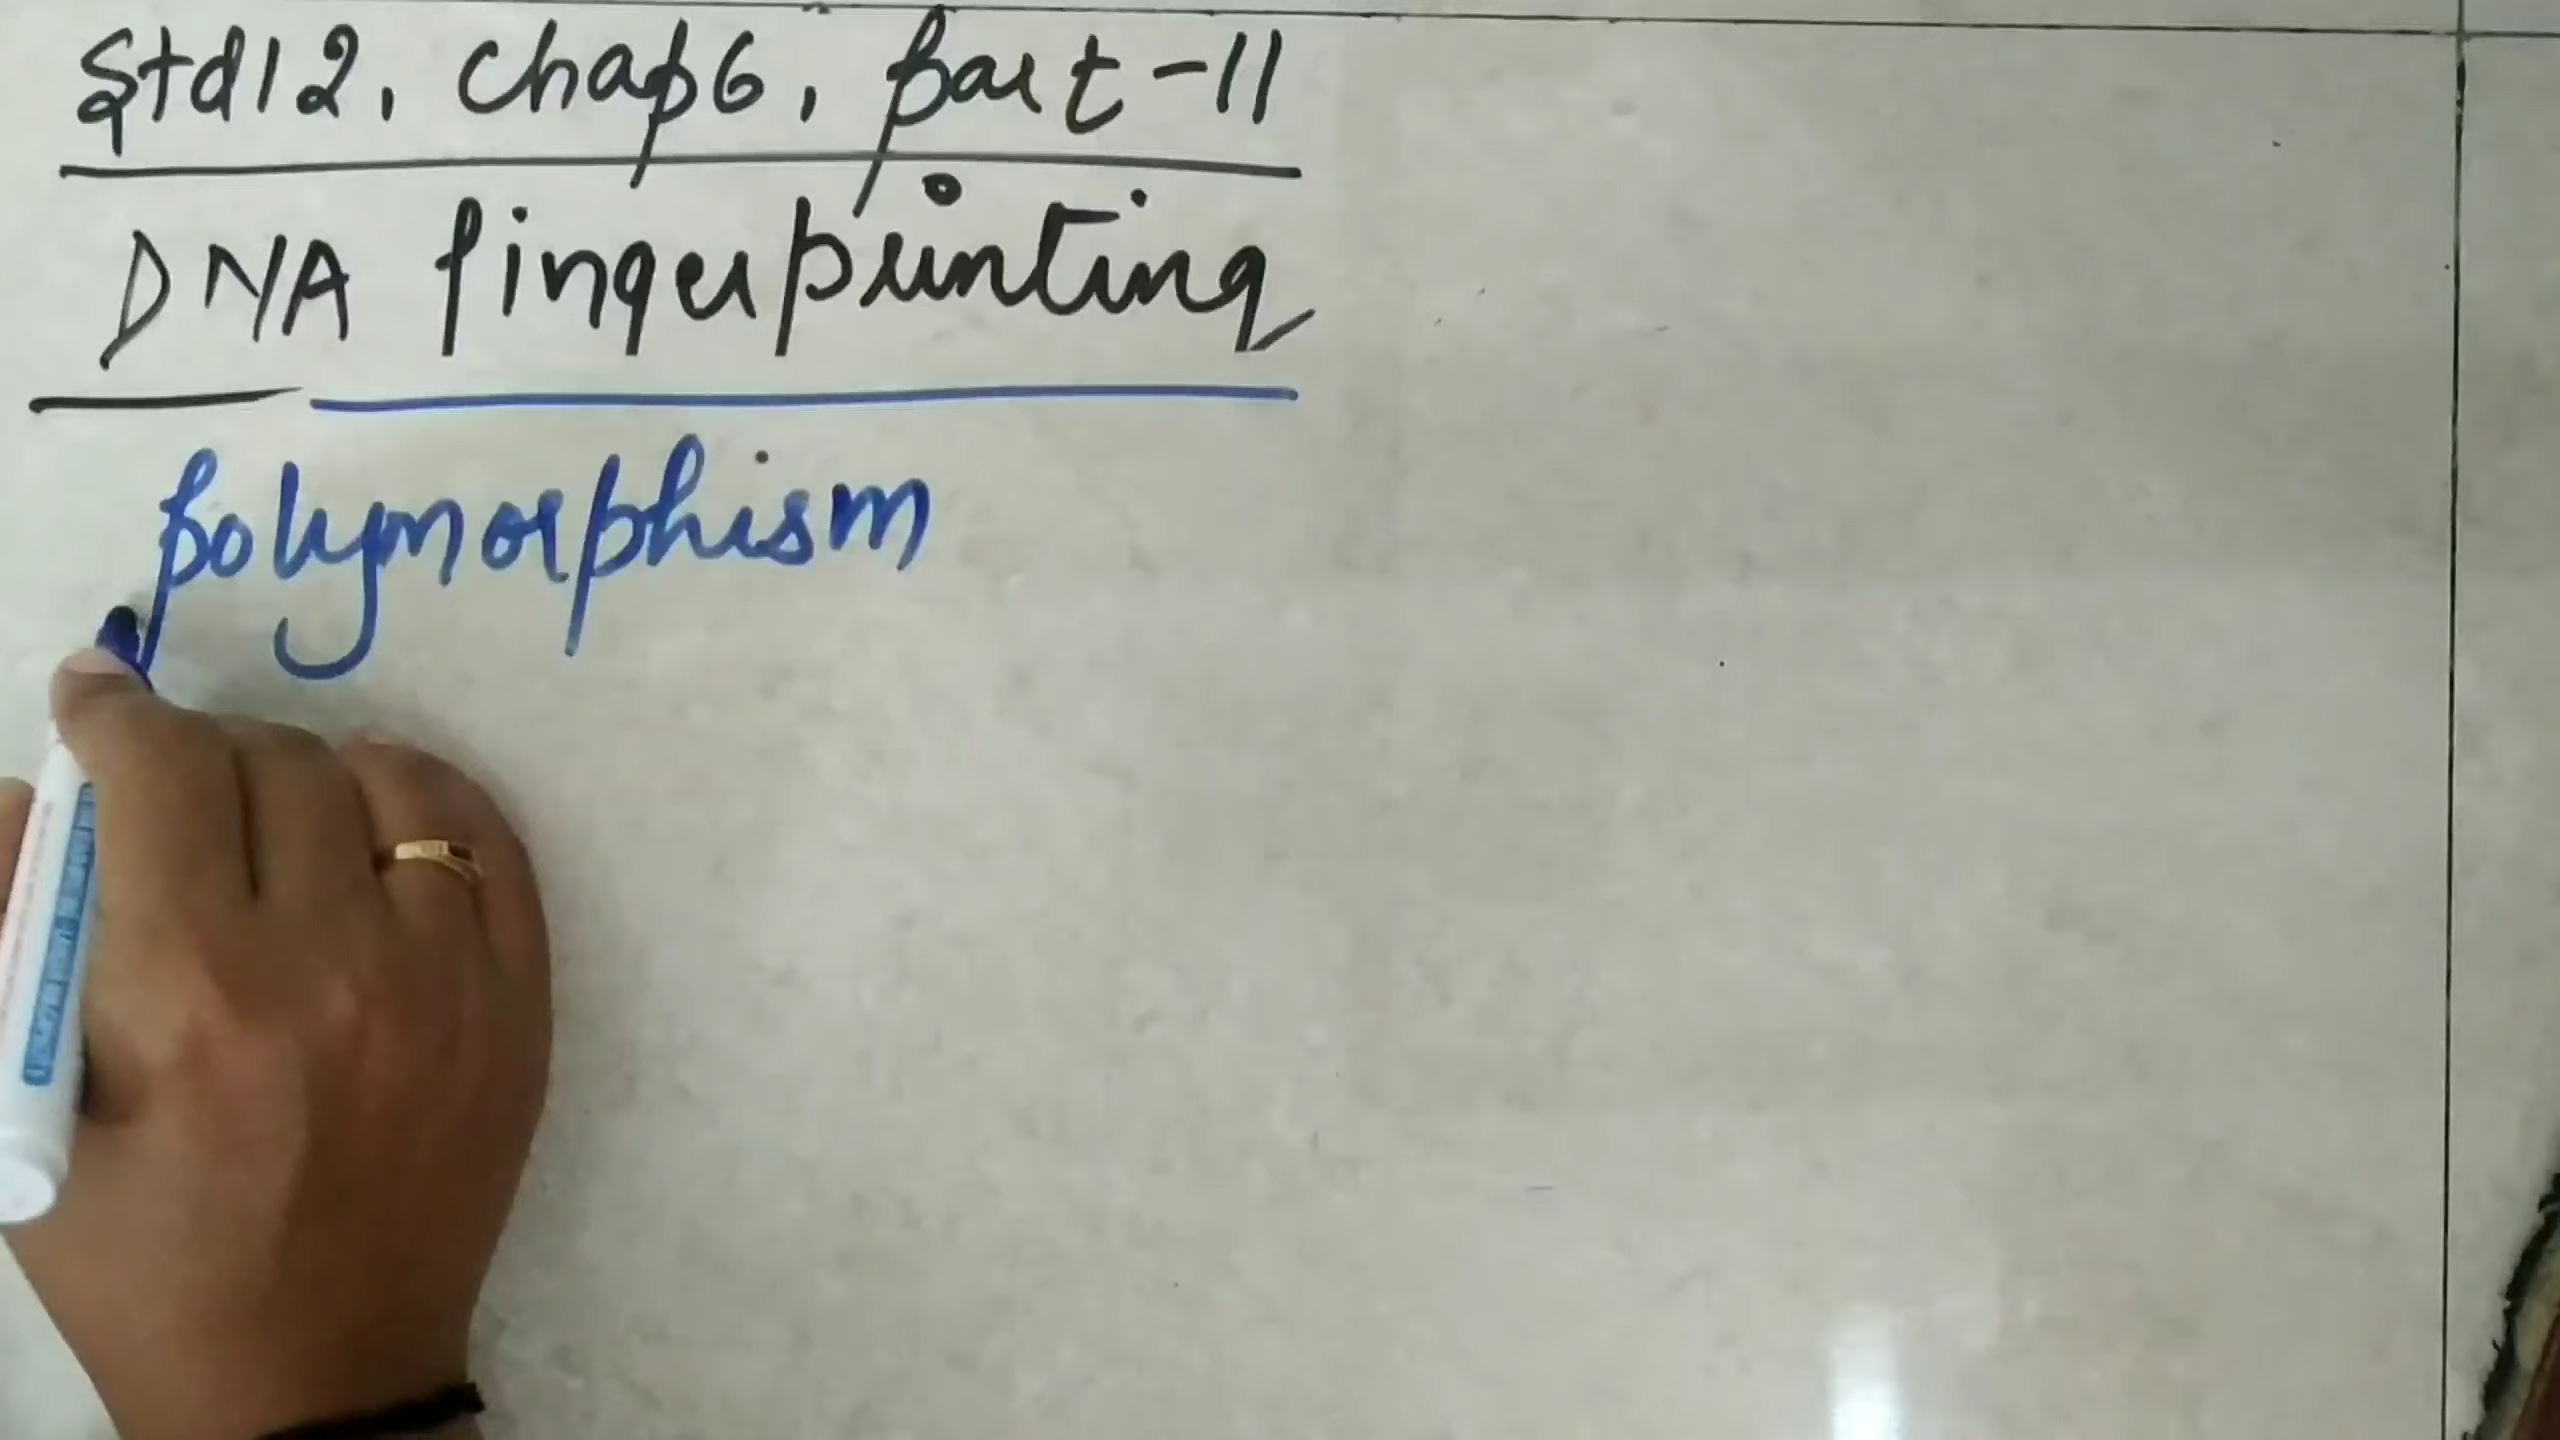 Std12, Chap6, part-11
DNA fingerprinting
polymorphism